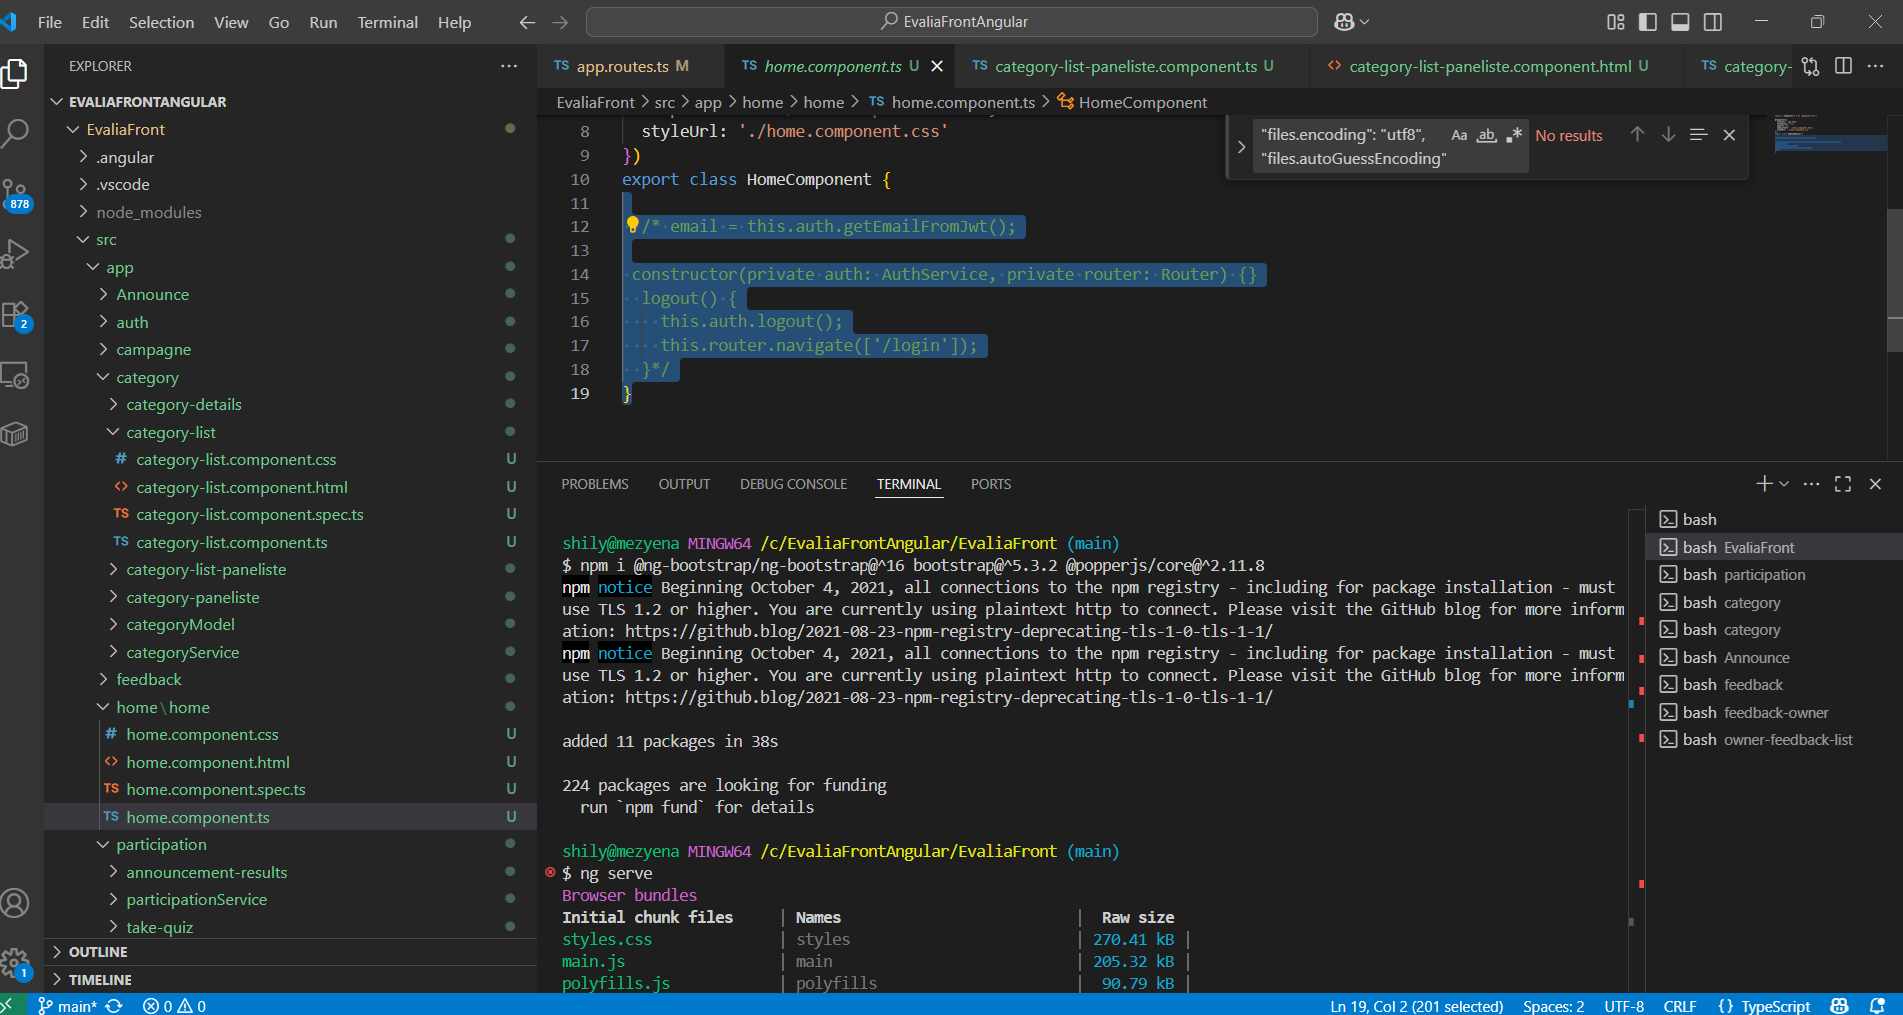 File Edit Selection View Go Run Terminal Help
EvaliaFrontAngular
EXPLORER
EVALIAFRONTANGULAR
EvaliaFront
.angular
.vscode
node_modules
src
app
Announce
auth
campagne
category
category-details
category-list
category-list.component.css U
category-list.component.html U
category-list.component.spec.ts U
category-list.component.ts U
category-list-paneliste
category-paneliste
categoryModel
categoryService
feedback
home\home
home.component.css U
home.component.html U
home.component.spec.ts U
home.component.ts U
participation
announcement-results
participationService
take-quiz
OUTLINE
TIMELINE
878
2
1
TS app.routes.ts M
TS home.component.ts U
TS category-list-paneliste.component.ts U
<> category-list-paneliste.component.html U
TS category-
EvaliaFront > src > app > home > home > TS home.component.ts > HomeComponent
8 styleUrl: './home.component.css'
9 })
10 export class HomeComponent {
11
12 /* email = this.auth.getEmailFromJwt();
13
14 constructor(private auth: AuthService, private router: Router) {}
15 logout() {
16 this.auth.logout();
17 this.router.navigate(['/login']);
18 }*/
19 }
"files.encoding": "utf8", Aa ab .* No results
"files.autoGuessEncoding"
PROBLEMS OUTPUT DEBUG CONSOLE TERMINAL PORTS
shily@mezyena MINGW64 /c/EvaliaFrontAngular/EvaliaFront (main)
$ npm i @ng-bootstrap/ng-bootstrap@^16 bootstrap@^5.3.2 @popperjs/core@^2.11.8
npm notice Beginning October 4, 2021, all connections to the npm registry - including for package installation - must
use TLS 1.2 or higher. You are currently using plaintext http to connect. Please visit the GitHub blog for more inform
ation: https://github.blog/2021-08-23-npm-registry-deprecating-tls-1-0-tls-1-1/
npm notice Beginning October 4, 2021, all connections to the npm registry - including for package installation - must
use TLS 1.2 or higher. You are currently using plaintext http to connect. Please visit the GitHub blog for more inform
ation: https://github.blog/2021-08-23-npm-registry-deprecating-tls-1-0-tls-1-1/
added 11 packages in 38s
224 packages are looking for funding
run `npm fund` for details
shily@mezyena MINGW64 /c/EvaliaFrontAngular/EvaliaFront (main)
$ ng serve
Browser bundles
Initial chunk files | Names | Raw size
styles.css | styles | 270.41 kB |
main.js | main | 205.32 kB |
polyfills.js | polyfills | 90.79 kB |
bash
bash EvaliaFront
bash participation
bash category
bash category
bash Announce
bash feedback
bash feedback-owner
bash owner-feedback-list
main* 0 0 Ln 19, Col 2 (201 selected) Spaces: 2 UTF-8 CRLF {} TypeScript